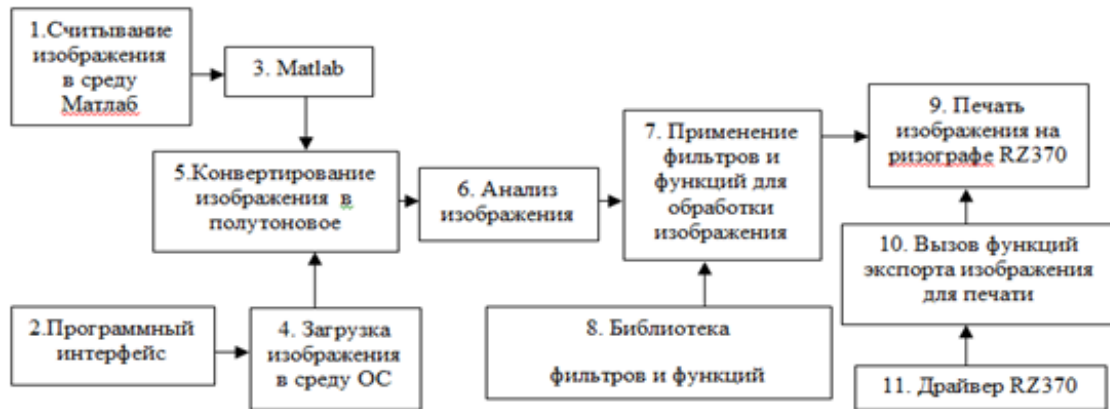 1.Считывание
изображения
в среду
Матлаб
3. Matlab
5.Конвертирование
изображения в
полутоновое
6. Анализ
изображения
7. Применение
фильтров и
функций для
обработки
изображения
9. Печать
изображения на
ризографе RZ370
10. Вызов функций
экспорта изображения
для печати
2.Программный
интерфейс
4. Загрузка
изображения
в среду ОС
8. Библиотека
фильтров и функций
11. Драйвер RZ370